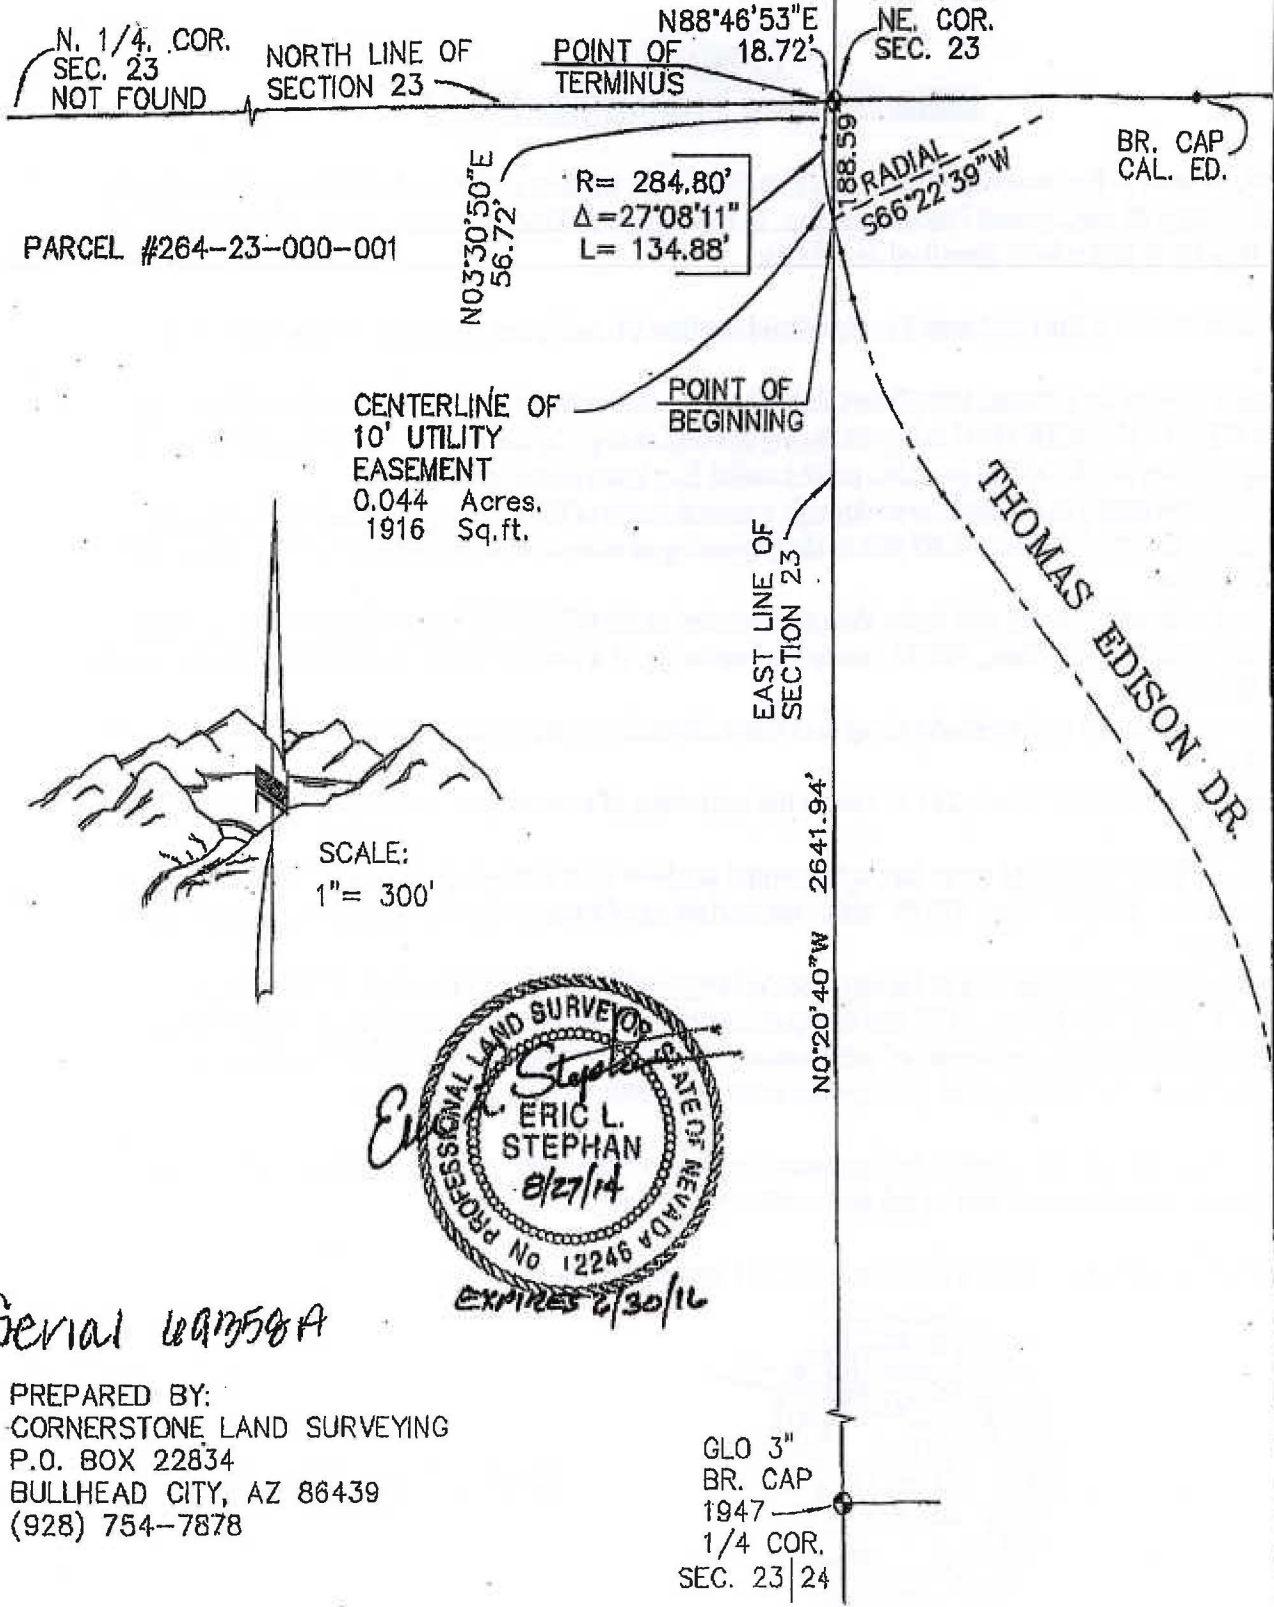 N. 1/4. COR.
SEC. 23
NOT FOUND
NORTH LINE OF
SECTION 23
POINT OF
TERMINUS
N88°46'53"E
18.72'
NE. COR.
SEC. 23
BR. CAP
CAL. ED.
188.59
RADIAL
S66°22'39"W
N03°30'50"E
56.72'
R= 284.80'
Δ=27°08'11"
L= 134.88'
PARCEL #264-23-000-001
CENTERLINE OF
10' UTILITY
EASEMENT
0.044 Acres.
1916 Sq.ft.
POINT OF
BEGINNING
THOMAS EDISON DR.
EAST LINE OF
SECTION 23
N0°20'40"W 2641.94'
SCALE:
1"= 300'
PROFESSIONAL LAND SURVEYOR STATE OF NEVADA
ERIC L.
STEPHAN
8/27/14
No 12246
EXPIRES 6/30/16
Serial
PREPARED BY:
CORNERSTONE LAND SURVEYING
P.O. BOX 22834
BULLHEAD CITY, AZ 86439
(928) 754-7878
GLO 3"
BR. CAP
1947
1/4 COR.
SEC. 23|24